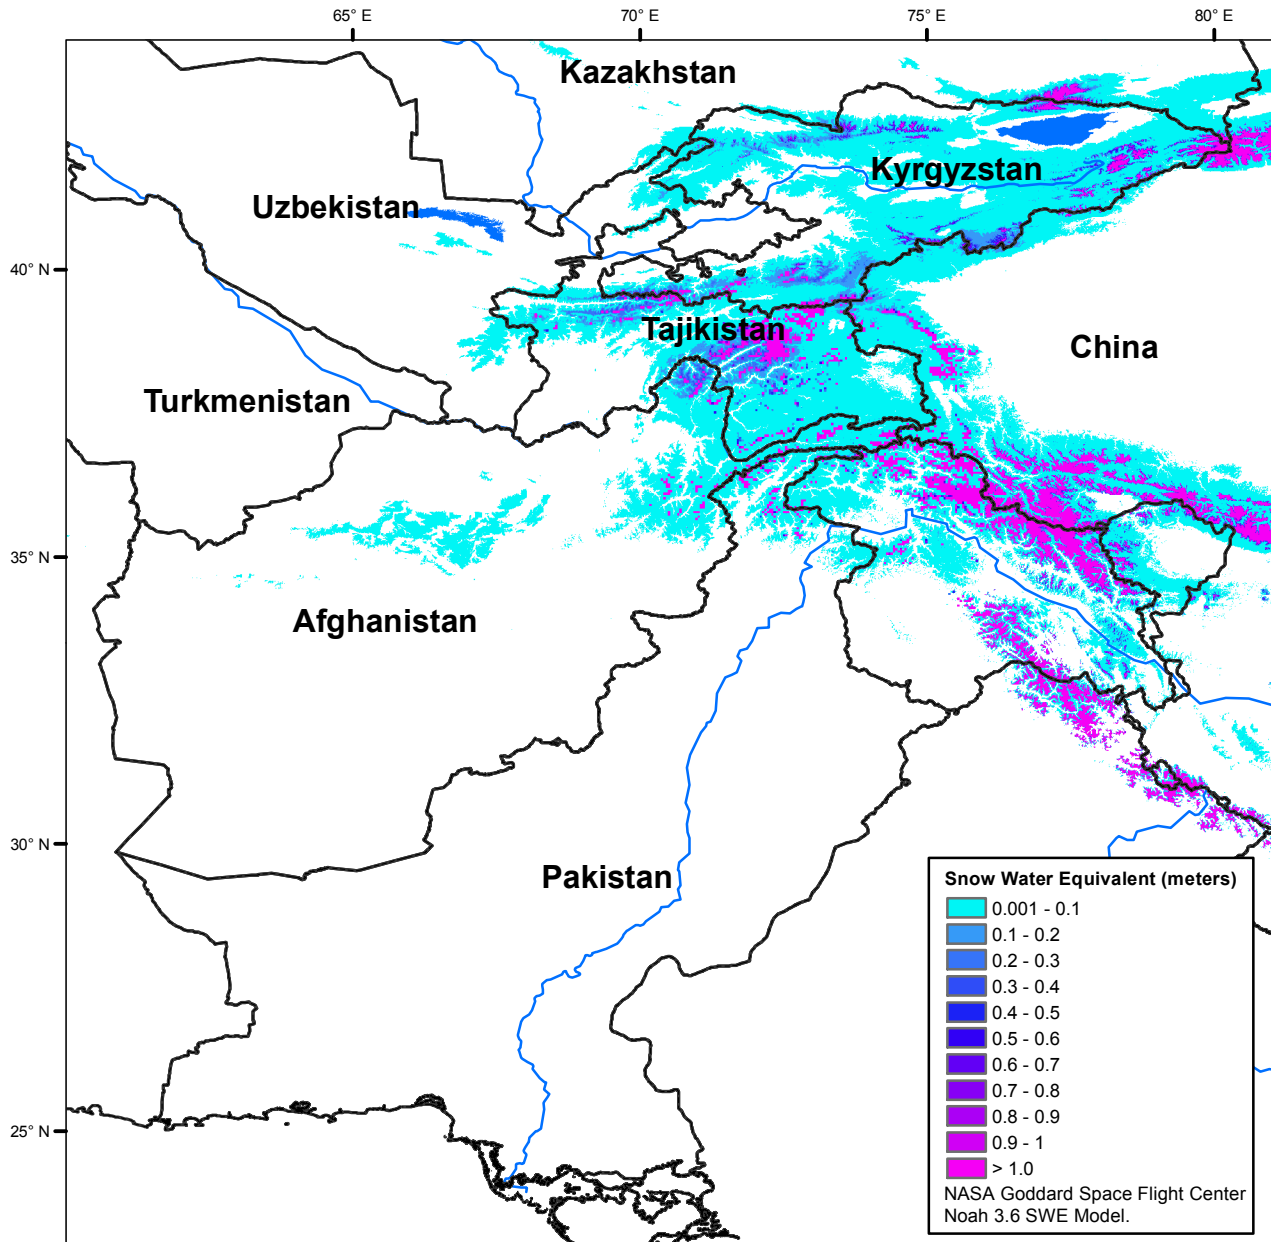 65° E
70° E
75° E
80° E
Kazakhstan
Kyrgyzstan
Uzbekistan
40° N
Tajikistan
China
Turkmenistan
35° N
Afghanistan
30° N
Pakistan
25° N
Snow Water Equivalent (meters)
0.001 - 0.1
0.1 - 0.2
0.2 - 0.3
0.3 - 0.4
0.4 - 0.5
0.5 - 0.6
0.6 - 0.7
0.7 - 0.8
0.8 - 0.9
0.9 - 1
> 1.0
NASA Goddard Space Flight Center
Noah 3.6 SWE Model.